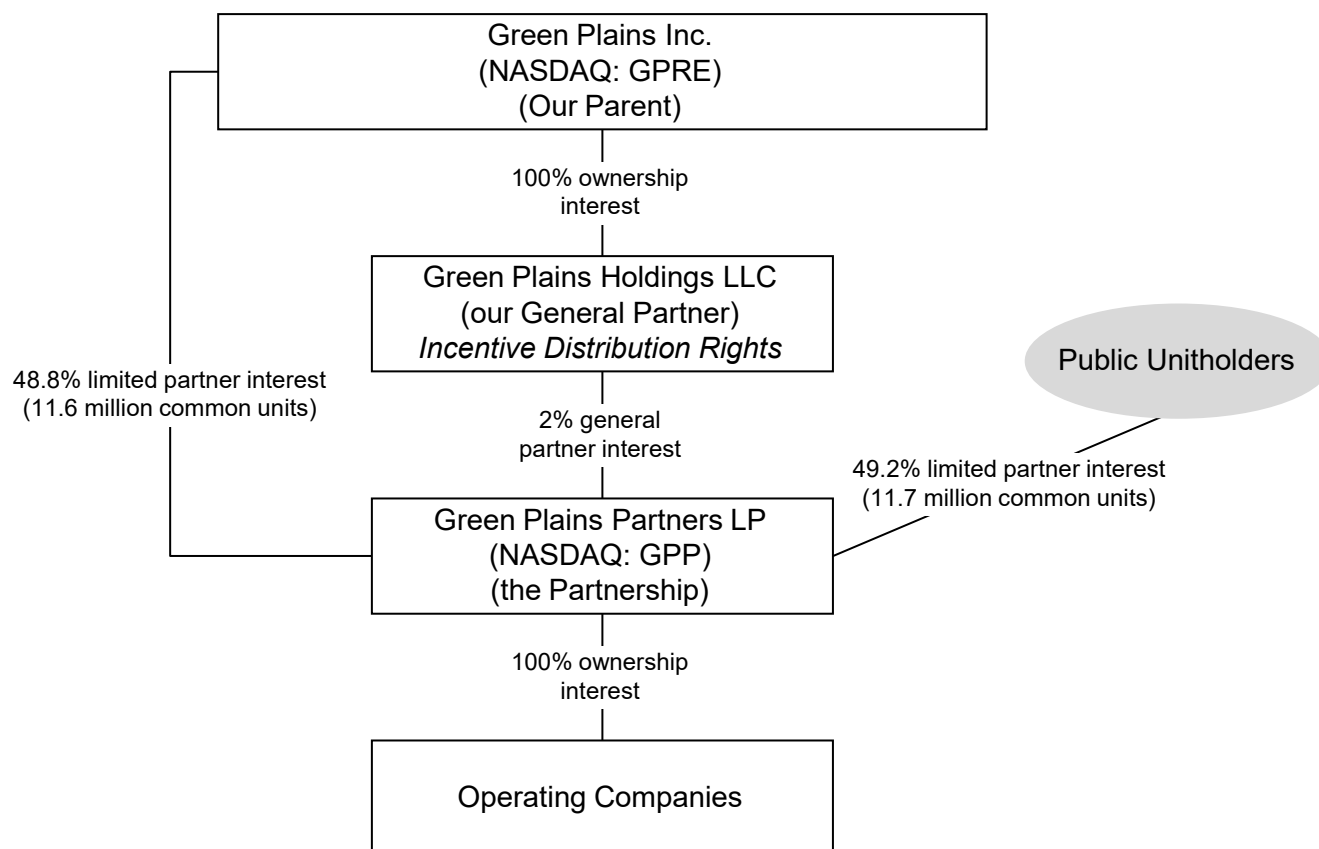 Green Plains Inc.
(NASDAQ: GPRE)
(Our Parent)
100% ownership
interest
Green Plains Holdings LLC
(our General Partner)
Incentive Distribution Rights
Public Unitholders
48.8% limited partner interest
(11.6 million common units)
2% general
partner interest
49.2% limited partner interest
(11.7 million common units)
Green Plains Partners LP
(NASDAQ: GPP)
(the Partnership)
100% ownership
interest
Operating Companies